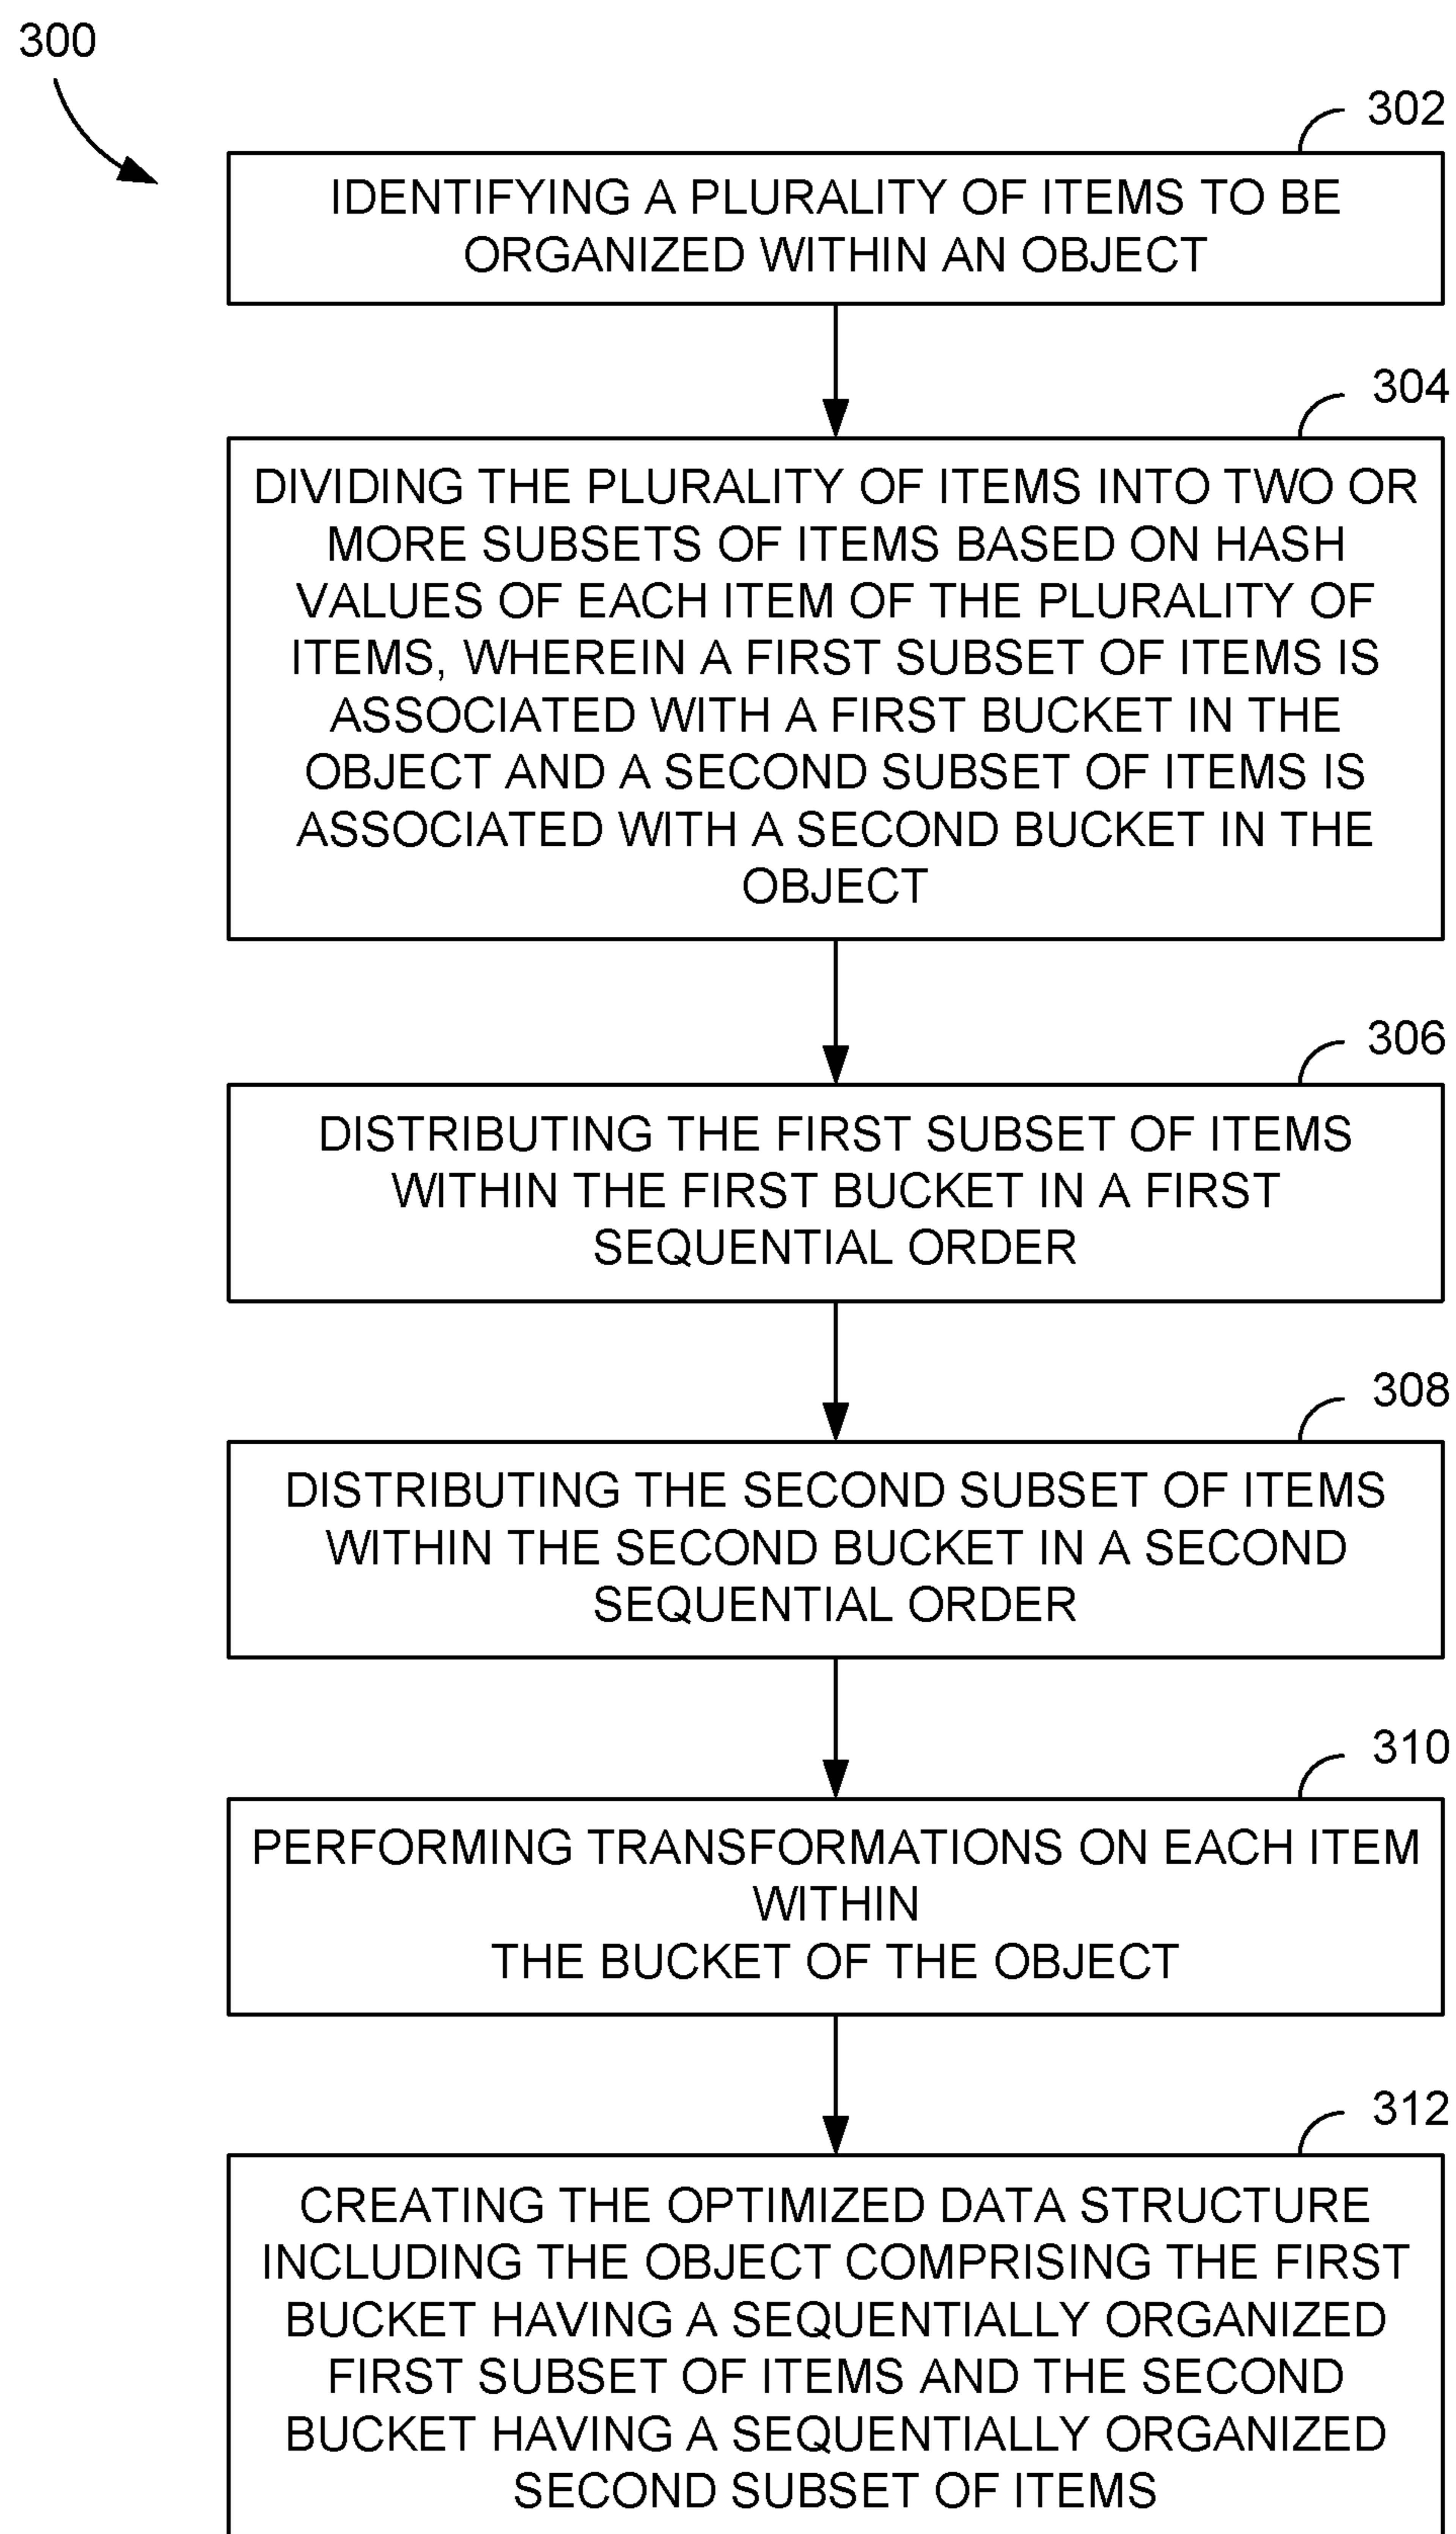 300
302
IDENTIFYING A PLURALITY OF ITEMS TO BE
ORGANIZED WITHIN AN OBJECT
304
DIVIDING THE PLURALITY OF ITEMS INTO TWO OR
MORE SUBSETS OF ITEMS BASED ON HASH
VALUES OF EACH ITEM OF THE PLURALITY OF
ITEMS, WHEREIN A FIRST SUBSET OF ITEMS IS
ASSOCIATED WITH A FIRST BUCKET IN THE
OBJECT AND A SECOND SUBSET OF ITEMS IS
ASSOCIATED WITH A SECOND BUCKET IN THE
OBJECT
306
DISTRIBUTING THE FIRST SUBSET OF ITEMS
WITHIN THE FIRST BUCKET IN A FIRST
SEQUENTIAL ORDER
308
DISTRIBUTING THE SECOND SUBSET OF ITEMS
WITHIN THE SECOND BUCKET IN A SECOND
SEQUENTIAL ORDER
310
PERFORMING TRANSFORMATIONS ON EACH ITEM
WITHIN
THE BUCKET OF THE OBJECT
312
CREATING THE OPTIMIZED DATA STRUCTURE
INCLUDING THE OBJECT COMPRISING THE FIRST
BUCKET HAVING A SEQUENTIALLY ORGANIZED
FIRST SUBSET OF ITEMS AND THE SECOND
BUCKET HAVING A SEQUENTIALLY ORGANIZED
SECOND SUBSET OF ITEMS